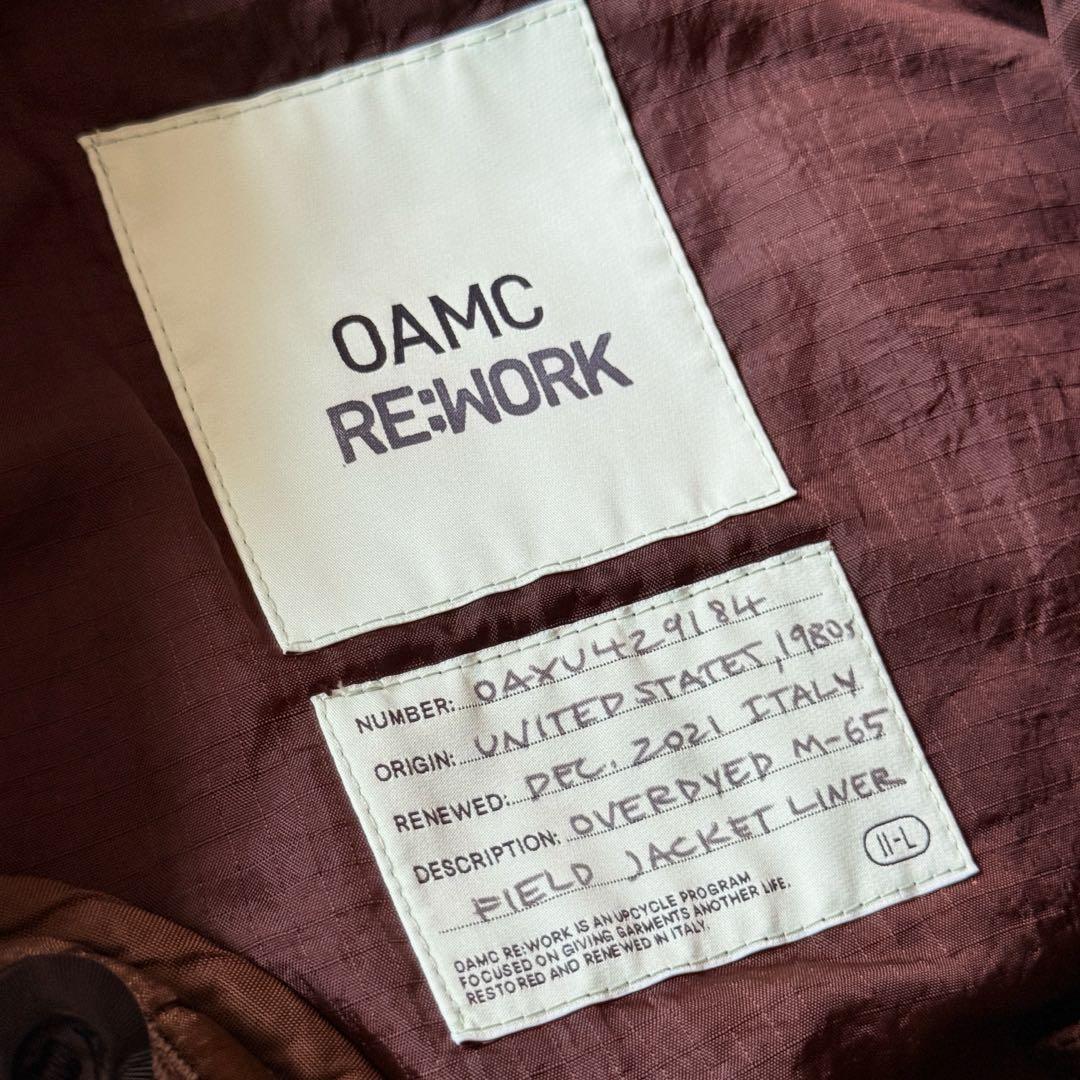 OAMC
RE:WORK
NUMBER: OAXU429184
ORIGIN: UNITED STATES, 1980s
RENEWED: DEC. 2021 ITALY
DESCRIPTION: OVERDYED M-65
FIELD JACKET LINER
II-L
OAMC RE:WORK IS AN UPCYCLE PROGRAM
FOCUSED ON GIVING GARMENTS ANOTHER LIFE.
RESTORED AND RENEWED IN ITALY.